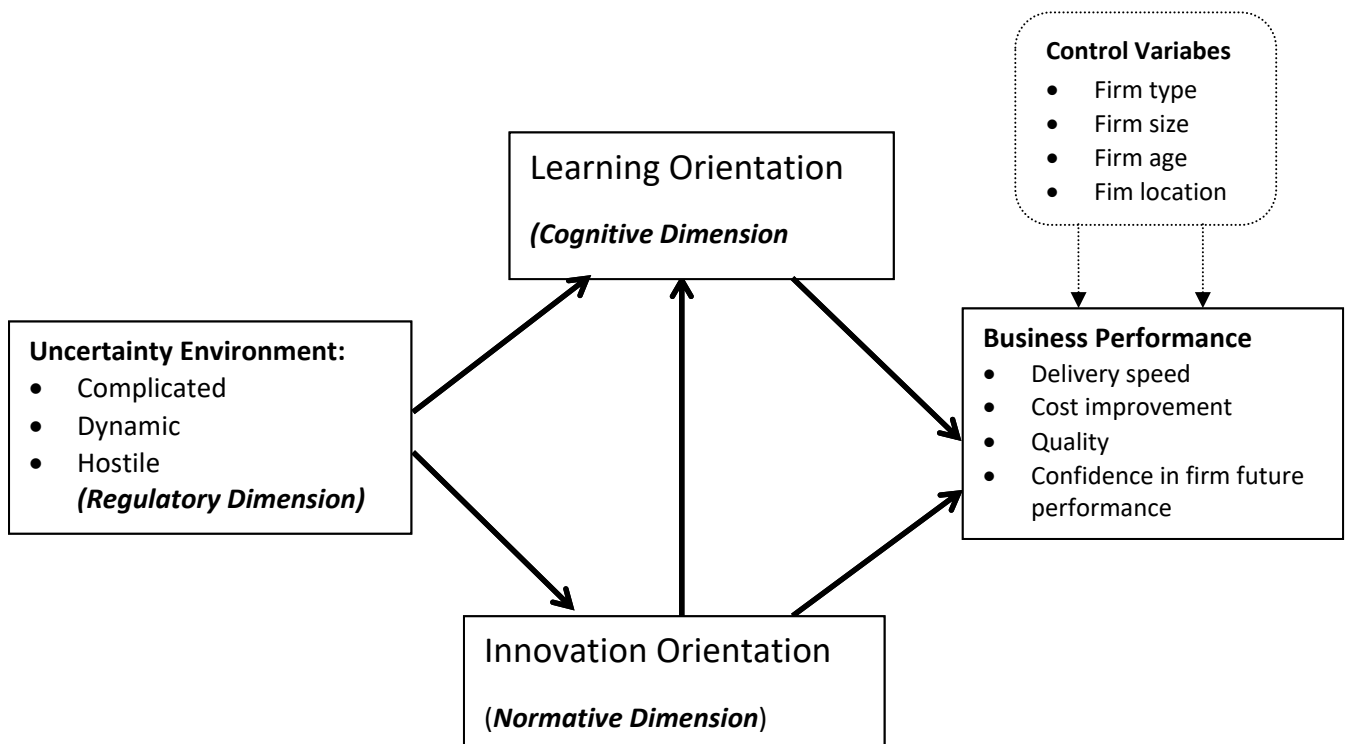 Control Variabes
• Firm type
• Firm size
• Firm age
• Fim location
Learning Orientation
(Cognitive Dimension
Uncertainty Environment:
• Complicated
• Dynamic
• Hostile
(Regulatory Dimension)
Business Performance
• Delivery speed
• Cost improvement
• Quality
• Confidence in firm future
performance
Innovation Orientation
(Normative Dimension)